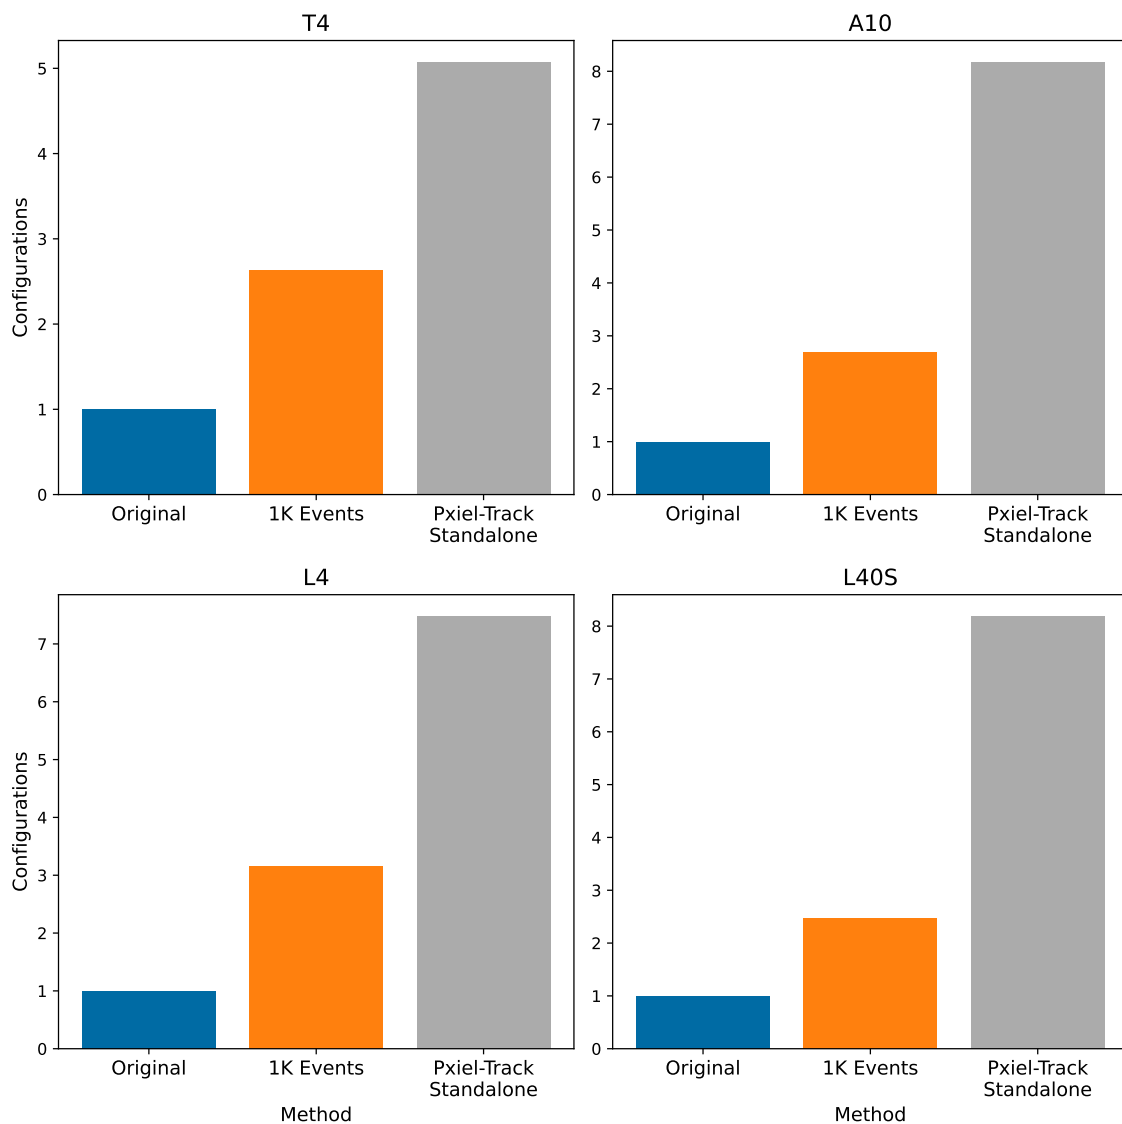 T4
Configurations
5
4
3
2
1
0
Original
1K Events
Pxiel-Track
Standalone
A10
8
7
6
5
4
3
2
1
0
Original
1K Events
Pxiel-Track
Standalone
L4
Configurations
7
6
5
4
3
2
1
0
Original
1K Events
Pxiel-Track
Standalone
Method
L40S
8
7
6
5
4
3
2
1
0
Original
1K Events
Pxiel-Track
Standalone
Method